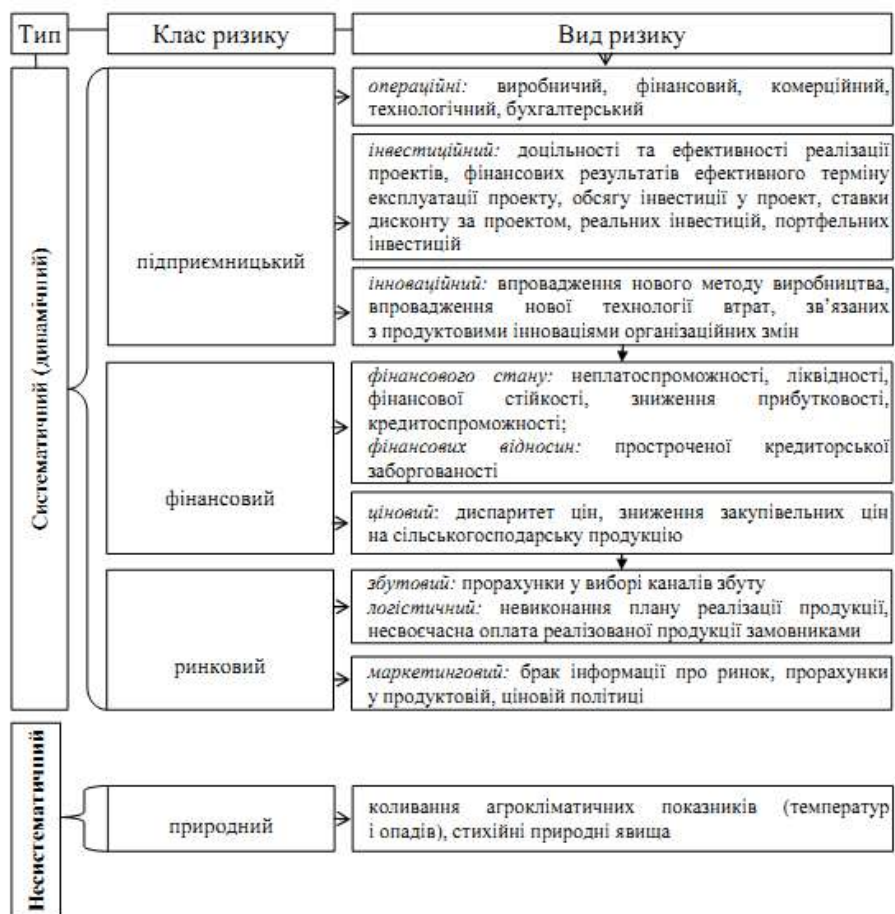 Тип
Клас ризику
Вид ризику
Систематичний (динамічний)
підприємницький
операційні: виробничий, фінансовий, комерційний,
технологічний, бухгалтерський
інвестиційний: доцільності та ефективності реалізації
проектів, фінансових результатів ефективного терміну
експлуатації проекту, обсягу інвестиції у проект, ставки
дисконту за проектом, реальних інвестицій, портфельних
інвестицій
інноваційний: впровадження нового методу виробництва,
впровадження нової технології втрат, зв’язаних
з продуктовими інноваціями організаційних змін
фінансовий
фінансового стану: неплатоспроможності, ліквідності,
фінансової стійкості, зниження прибутковості,
кредитоспроможності;
фінансових відносин: простроченої кредиторської
заборгованості
ціновий: диспаритет цін, зниження закупівельних цін
на сільськогосподарську продукцію
ринковий
збутовий: прорахунки у виборі каналів збуту
логістичний: невиконання плану реалізації продукції,
несвоєчасна оплата реалізованої продукції замовниками
маркетинговий: брак інформації про ринок, прорахунки
у продуктовій, ціновій політиці
Несистематичний
природний
коливання агрокліматичних показників (температур
і опадів), стихійні природні явища